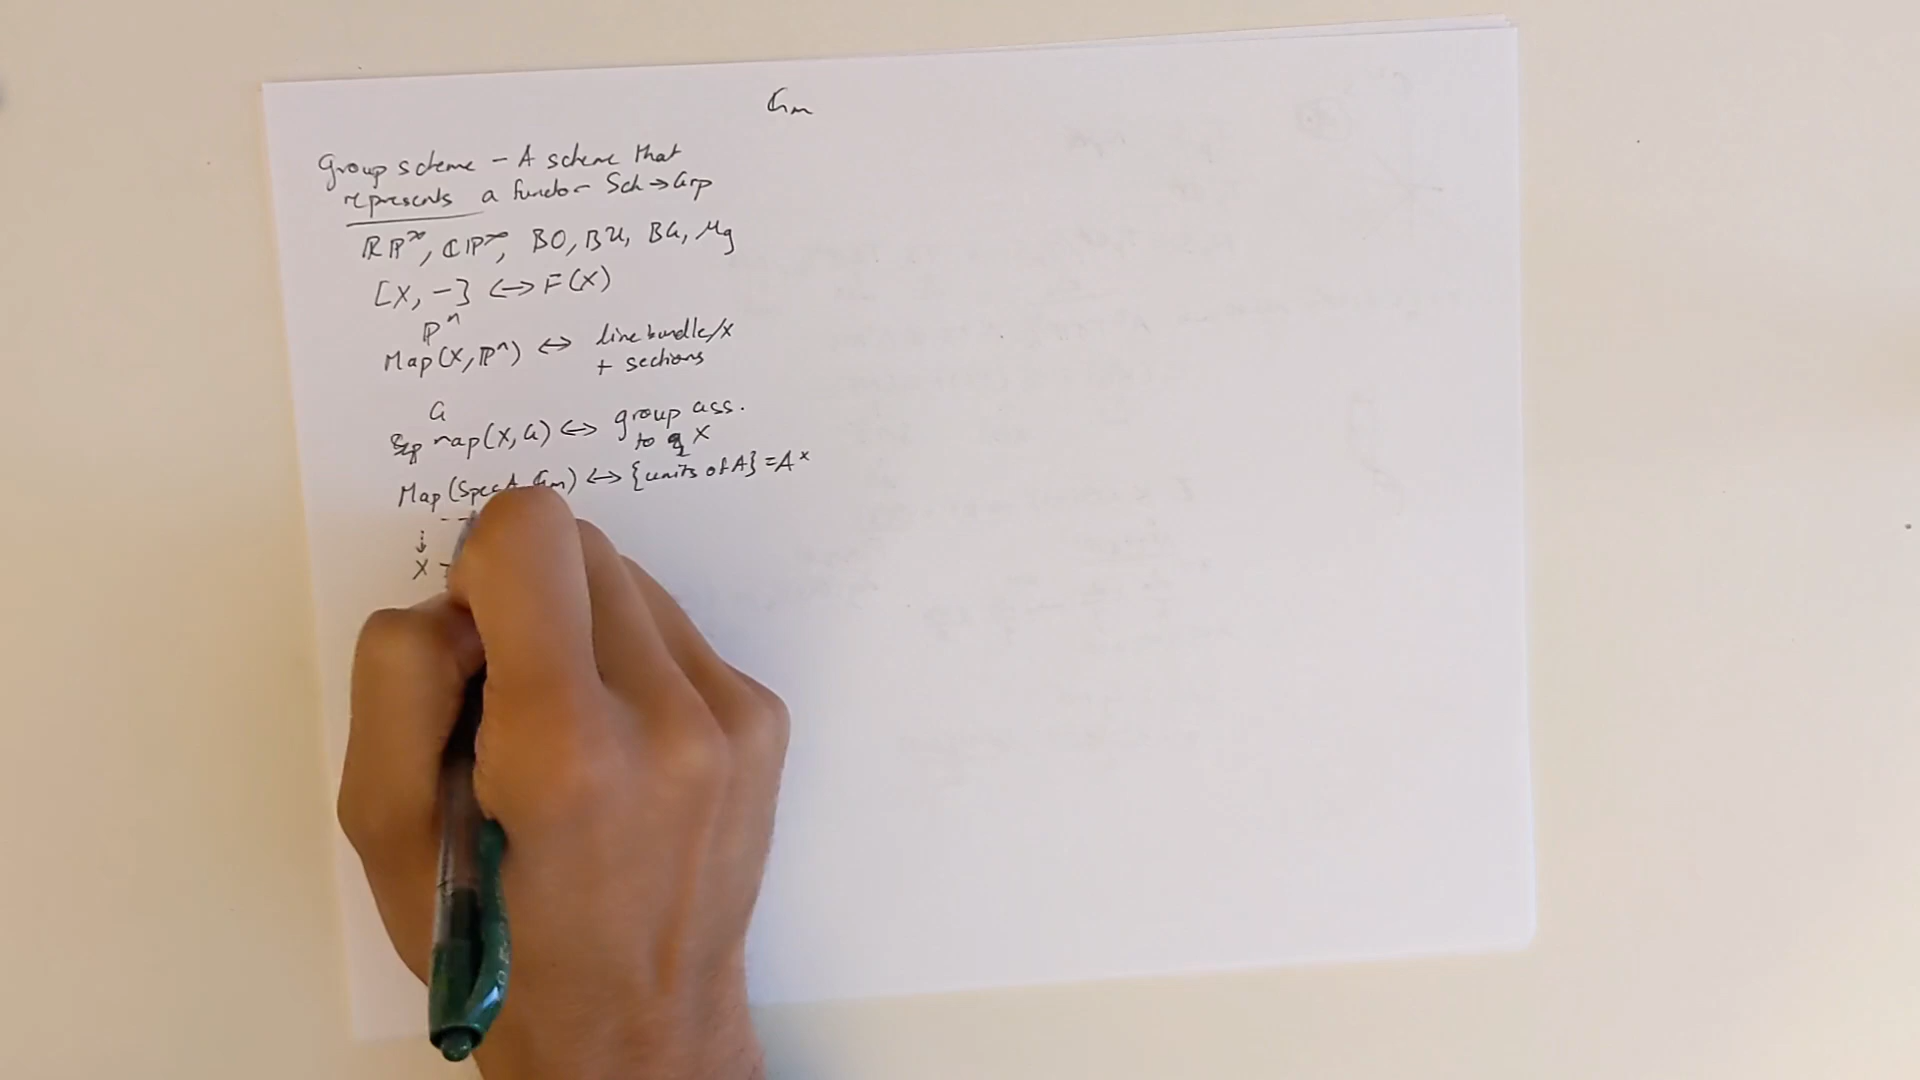 Gm
Group scheme - A scheme that
represents a functor Sch → Grp
RP^∞, CP^∞, BO, BU, BG, Mg
[X, -] ↔ F(X)
P^n
Map(X, P^n) ↔ line bundle/X
+ sections
G
map(X, G) ↔ group ass.
to X
Map(Spec A, Gm) ↔ {units of A} = A^x
X